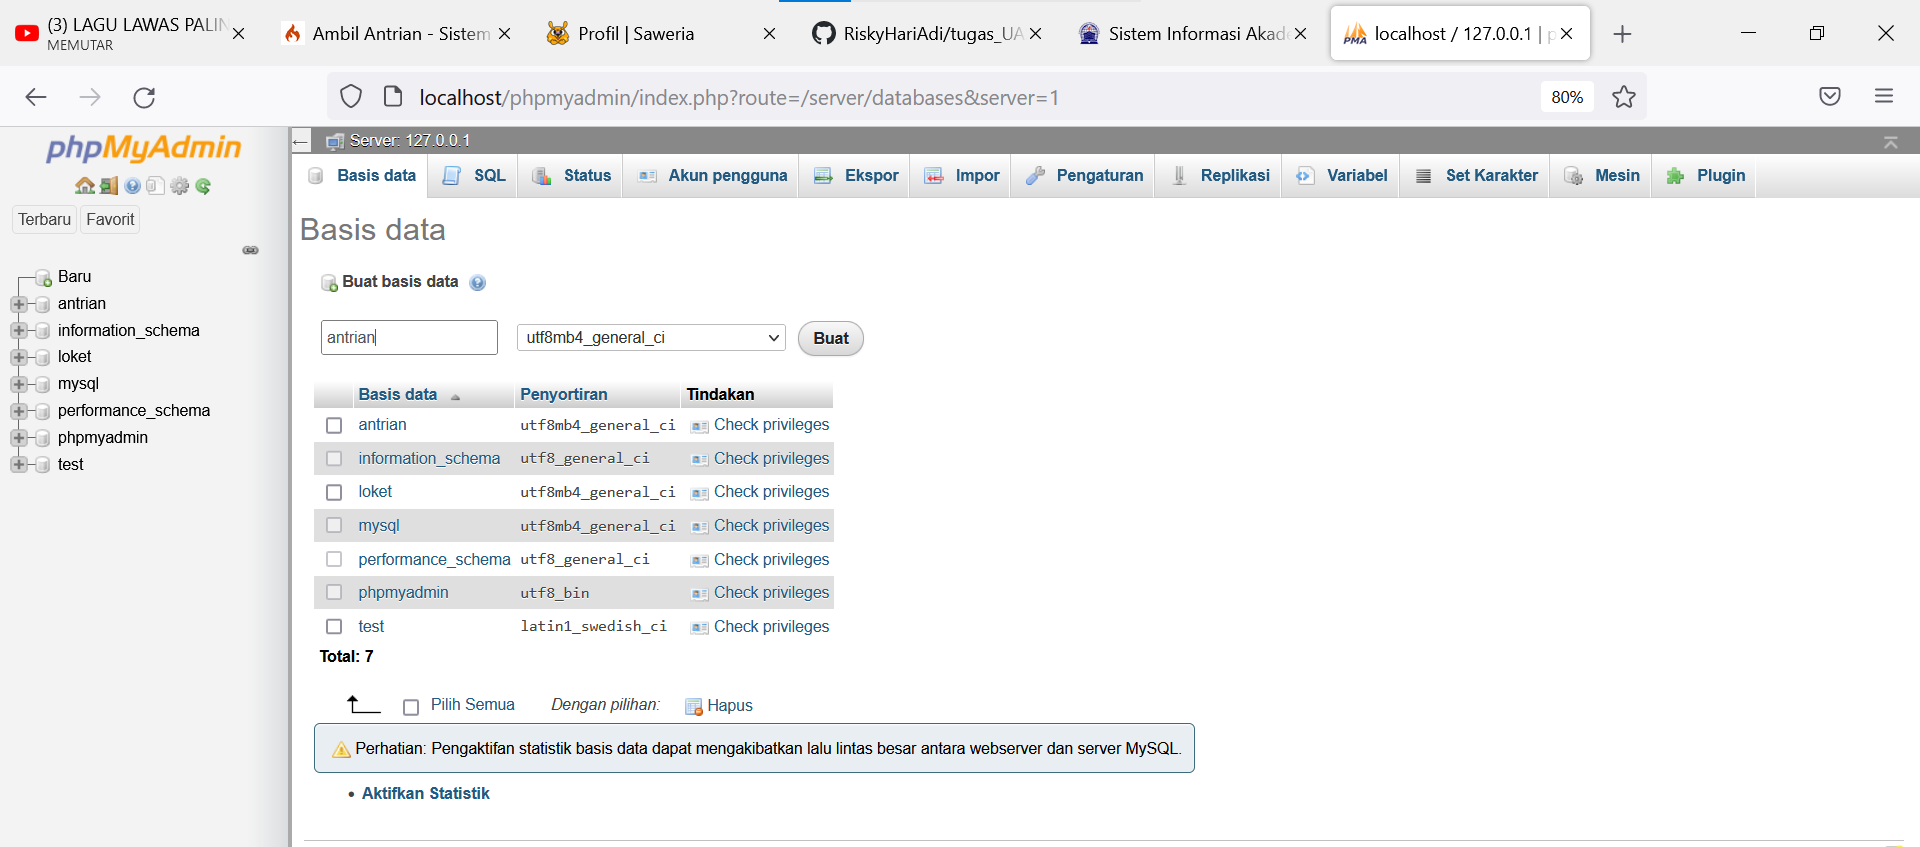 (3) LAGU LAWAS PALIN
MEMUTAR
Ambil Antrian - Sistem
Profil | Saweria
RiskyHariAdi/tugas_UA
Sistem Informasi Akade
localhost / 127.0.0.1 | p
localhost/phpmyadmin/index.php?route=/server/databases&server=1
80%
phpMyAdmin
Terbaru
Favorit
Baru
antrian
information_schema
loket
mysql
performance_schema
phpmyadmin
test
Server: 127.0.0.1
Basis data
SQL
Status
Akun pengguna
Ekspor
Impor
Pengaturan
Replikasi
Variabel
Set Karakter
Mesin
Plugin
Basis data
Buat basis data
antrian
utf8mb4_general_ci
Buat
Basis data Penyortiran Tindakan
antrian utf8mb4_general_ci Check privileges
information_schema utf8_general_ci Check privileges
loket utf8mb4_general_ci Check privileges
mysql utf8mb4_general_ci Check privileges
performance_schema utf8_general_ci Check privileges
phpmyadmin utf8_bin Check privileges
test latin1_swedish_ci Check privileges
Total: 7
Pilih Semua Dengan pilihan: Hapus
Perhatian: Pengaktifan statistik basis data dapat mengakibatkan lalu lintas besar antara webserver dan server MySQL.
• Aktifkan Statistik